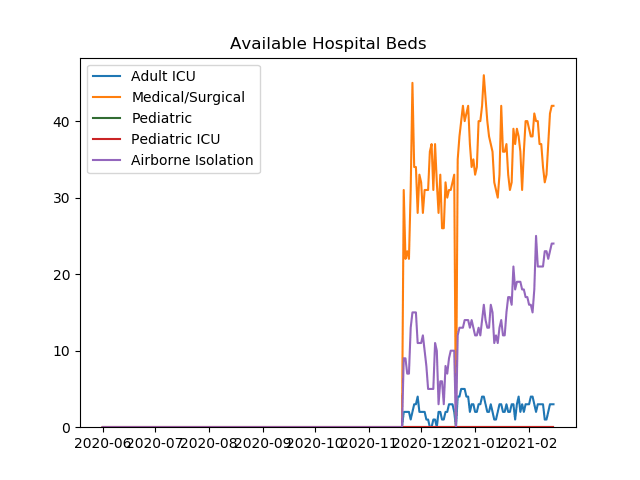 Available Hospital Beds
Adult ICU
Medical/Surgical
Pediatric
Pediatric ICU
Airborne Isolation
40
30
20
10
0
2020-06 2020-07 2020-08 2020-09 2020-10 2020-11 2020-12 2021-01 2021-02